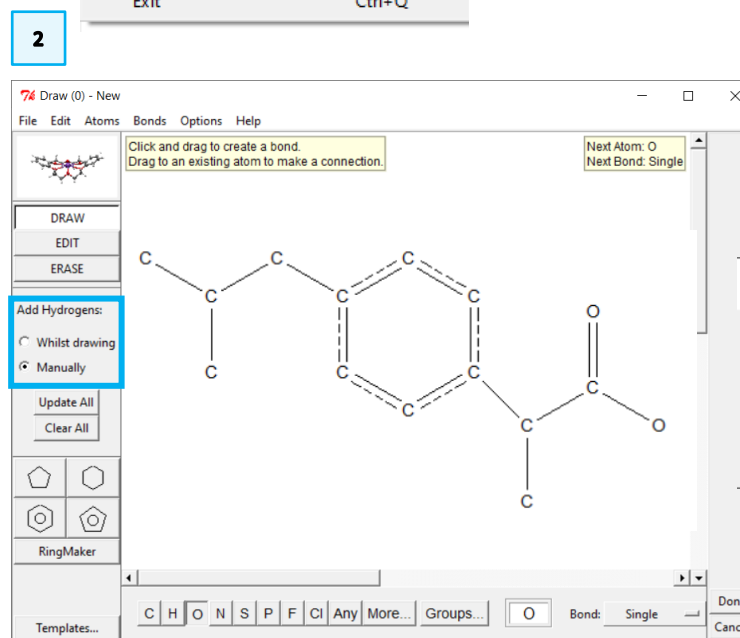 Exit Ctrl+Q
2
Draw (0) - New
File Edit Atoms Bonds Options Help
Click and drag to create a bond.
Drag to an existing atom to make a connection.
Next Atom: O
Next Bond: Single
DRAW
EDIT
ERASE
Add Hydrogens:
Whilst drawing
Manually
Update All
Clear All
RingMaker
Templates...
C C C
C C C O
C C C C
C C O
C
C H O N S P F Cl Any More... Groups... O Bond: Single
Don
Canc